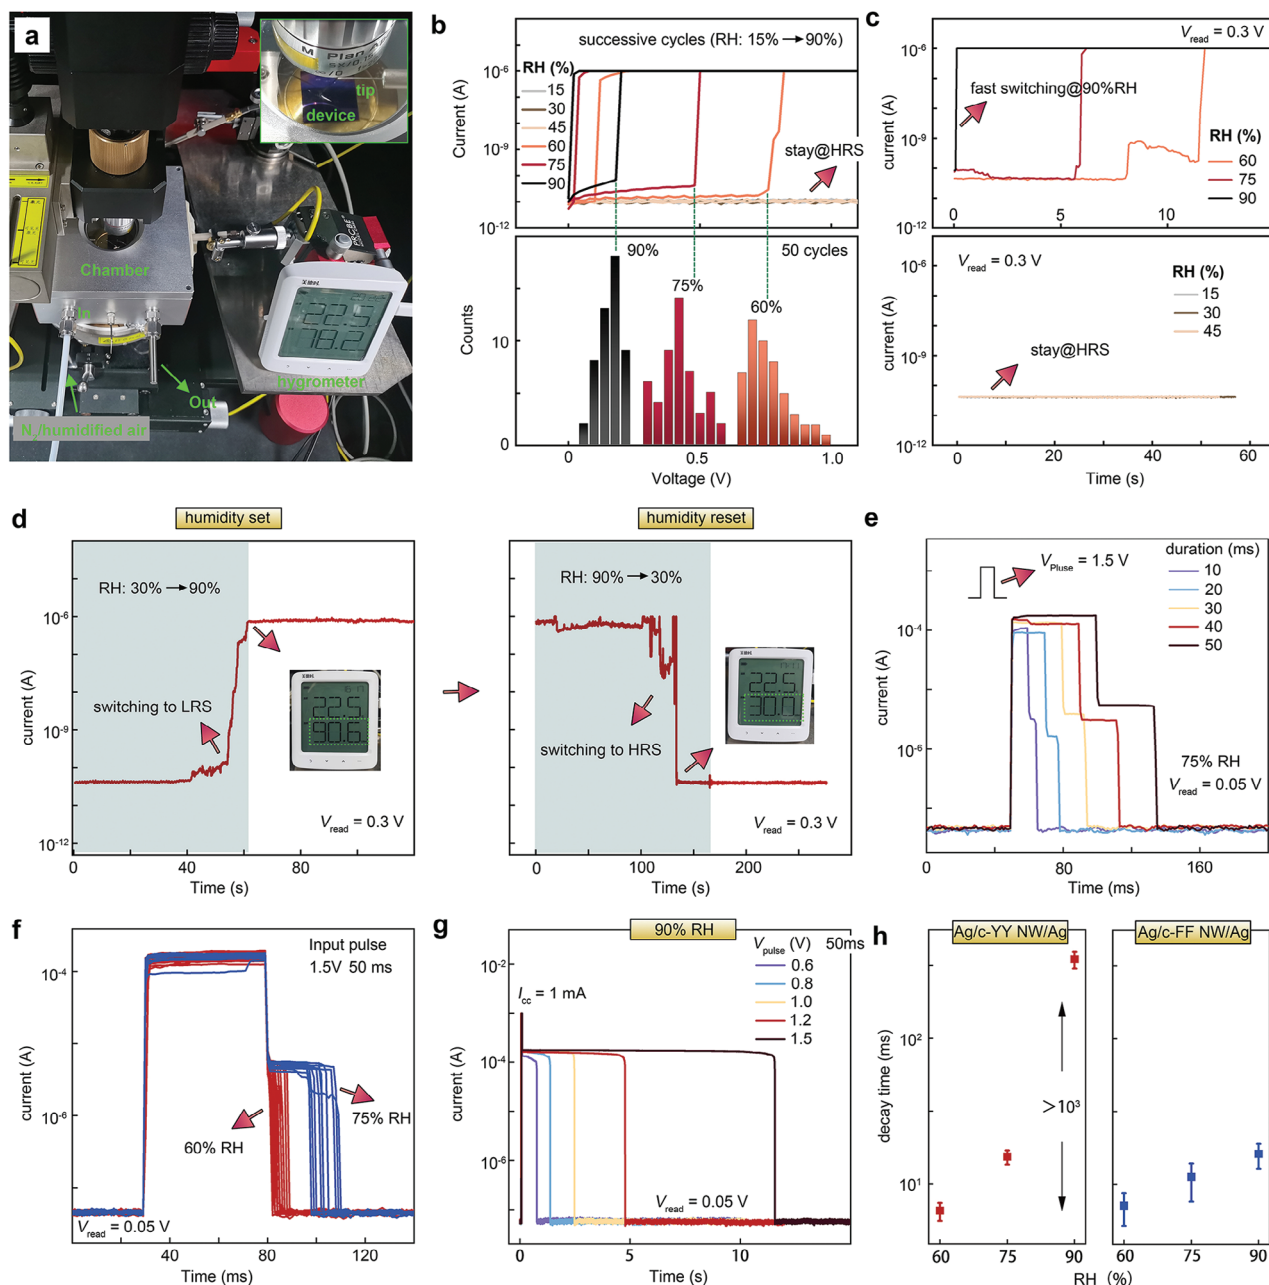 a
M Plan A
tip
device
Chamber
In
22.5
78.2
hygrometer
Out
N₂/humidified air
b
successive cycles (RH: 15% → 90%)
RH (%)
15
30
45
60
75
90
stay@HRS
10⁻⁶
10⁻⁹
10⁻¹²
Current (A)
90%
75%
60%
50 cycles
Counts
10
0
0
0.5
1.0
Voltage (V)
c
Vread = 0.3 V
fast switching@90%RH
RH (%)
60
75
90
10⁻⁶
10⁻⁹
10⁻¹²
current (A)
0
5
10
Vread = 0.3 V
RH (%)
15
30
45
stay@HRS
10⁻⁶
10⁻⁹
10⁻¹²
current (A)
0
20
40
60
Time (s)
d
humidity set
RH: 30% → 90%
switching to LRS
22.5
90.6
Vread = 0.3 V
10⁻⁶
10⁻⁹
10⁻¹²
current (A)
0
40
80
Time (s)
humidity reset
RH: 90% → 30%
switching to HRS
22.5
30.0
Vread = 0.3 V
0
100
200
Time (s)
e
VPluse = 1.5 V
duration (ms)
10
20
30
40
50
75% RH
Vread = 0.05 V
10⁻⁴
10⁻⁶
current (A)
0
80
160
Time (ms)
f
Input pulse
1.5V 50 ms
60% RH
75% RH
Vread = 0.05 V
10⁻⁴
10⁻⁶
current (A)
40
80
120
Time (ms)
g
90% RH
Vpulse (V) 50ms
0.6
0.8
1.0
1.2
1.5
Icc = 1 mA
Vread = 0.05 V
10⁻²
10⁻⁴
10⁻⁶
current (A)
0
5
10
Time (s)
h
Ag/c-YY NW/Ag
Ag/c-FF NW/Ag
>10³
10²
10¹
decay time (ms)
60
75
90
60
75
90
RH (%)